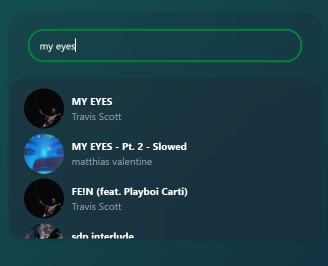 my eyes
MY EYES
Travis Scott
MY EYES - Pt. 2 - Slowed
matthias valentine
FE!N (feat. Playboi Carti)
Travis Scott
sdp interlude